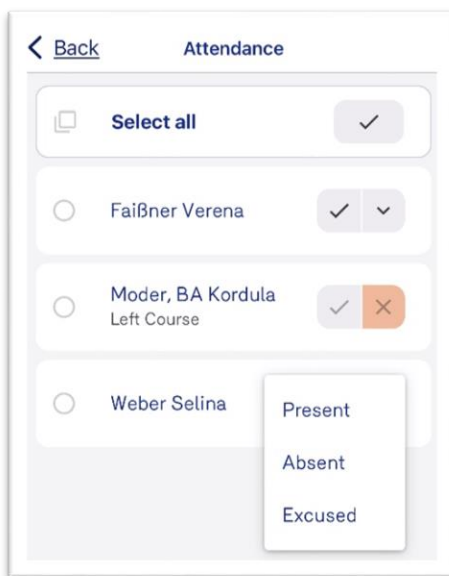 Back
Attendance
Select all
Faißner Verena
Moder, BA Kordula
Left Course
Weber Selina
Present
Absent
Excused